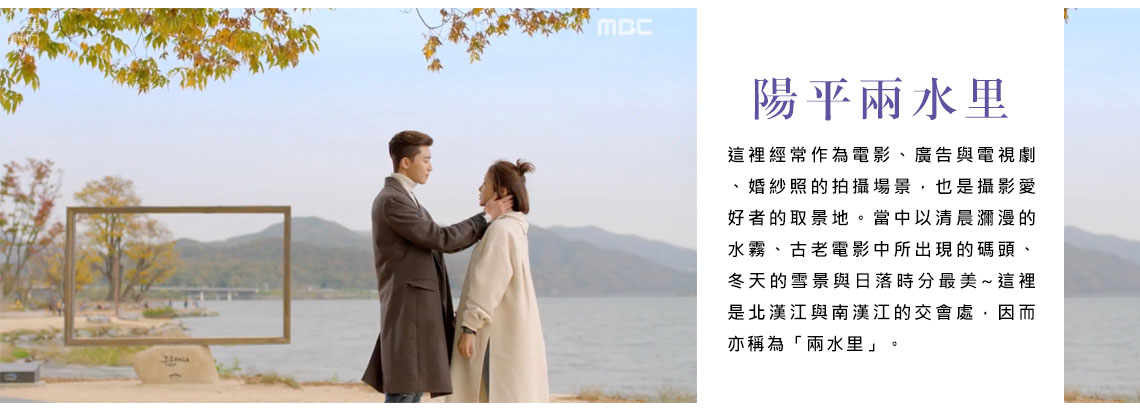 MBC
陽平兩水里
這裡經常作為電影、廣告與電視劇
、婚紗照的拍攝場景，也是攝影愛
好者的取景地。當中以清晨瀰漫的
水霧、古老電影中所出現的碼頭、
冬天的雪景與日落時分最美~這裡
是北漢江與南漢江的交會處，因而
亦稱為「兩水里」。